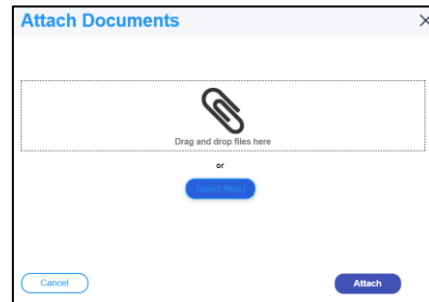 Attach Documents
Drag and drop files here
or
Select file(s)
Cancel
Attach